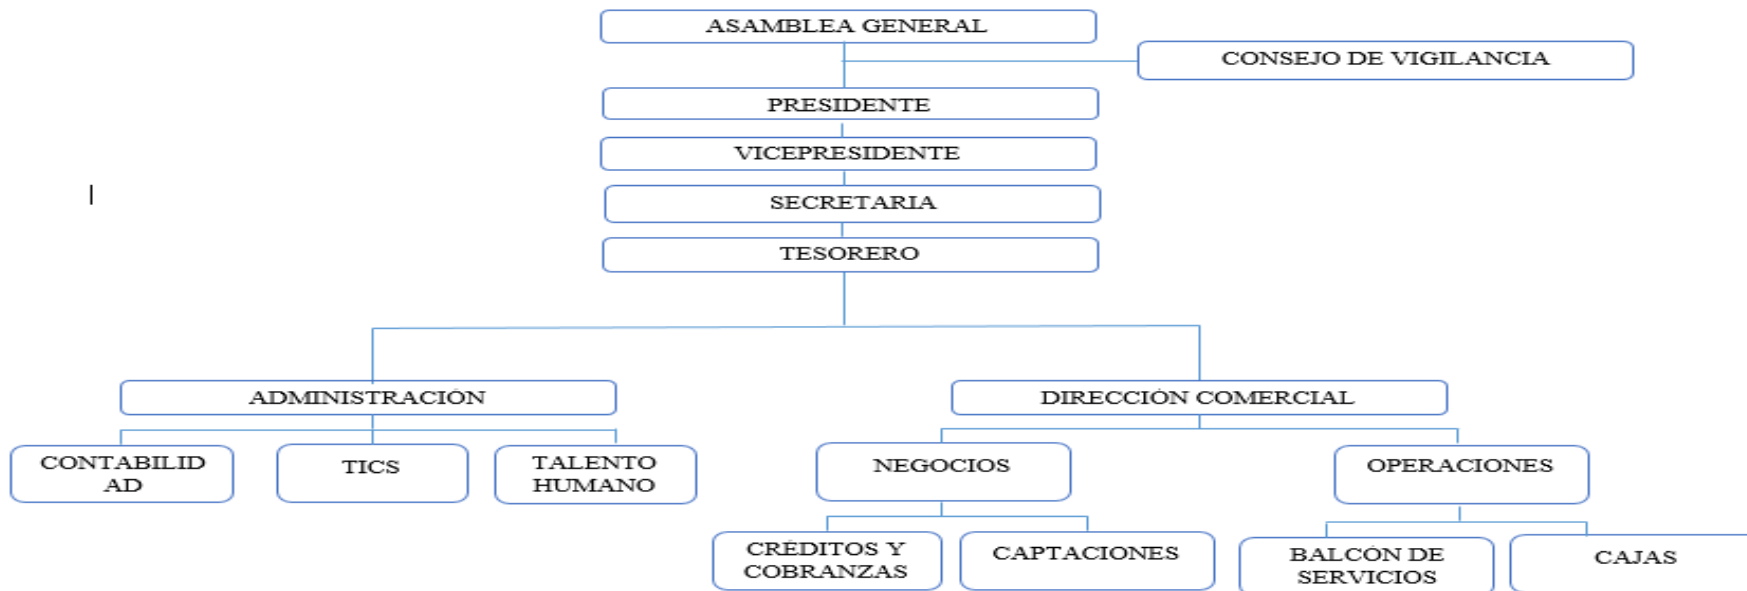 ASAMBLEA GENERAL
CONSEJO DE VIGILANCIA
PRESIDENTE
VICEPRESIDENTE
SECRETARIA
TESORERO
ADMINISTRACIÓN
DIRECCIÓN COMERCIAL
CONTABILID
AD
TICS
TALENTO
HUMANO
NEGOCIOS
OPERACIONES
CRÉDITOS Y
COBRANZAS
CAPTACIONES
BALCÓN DE
SERVICIOS
CAJAS